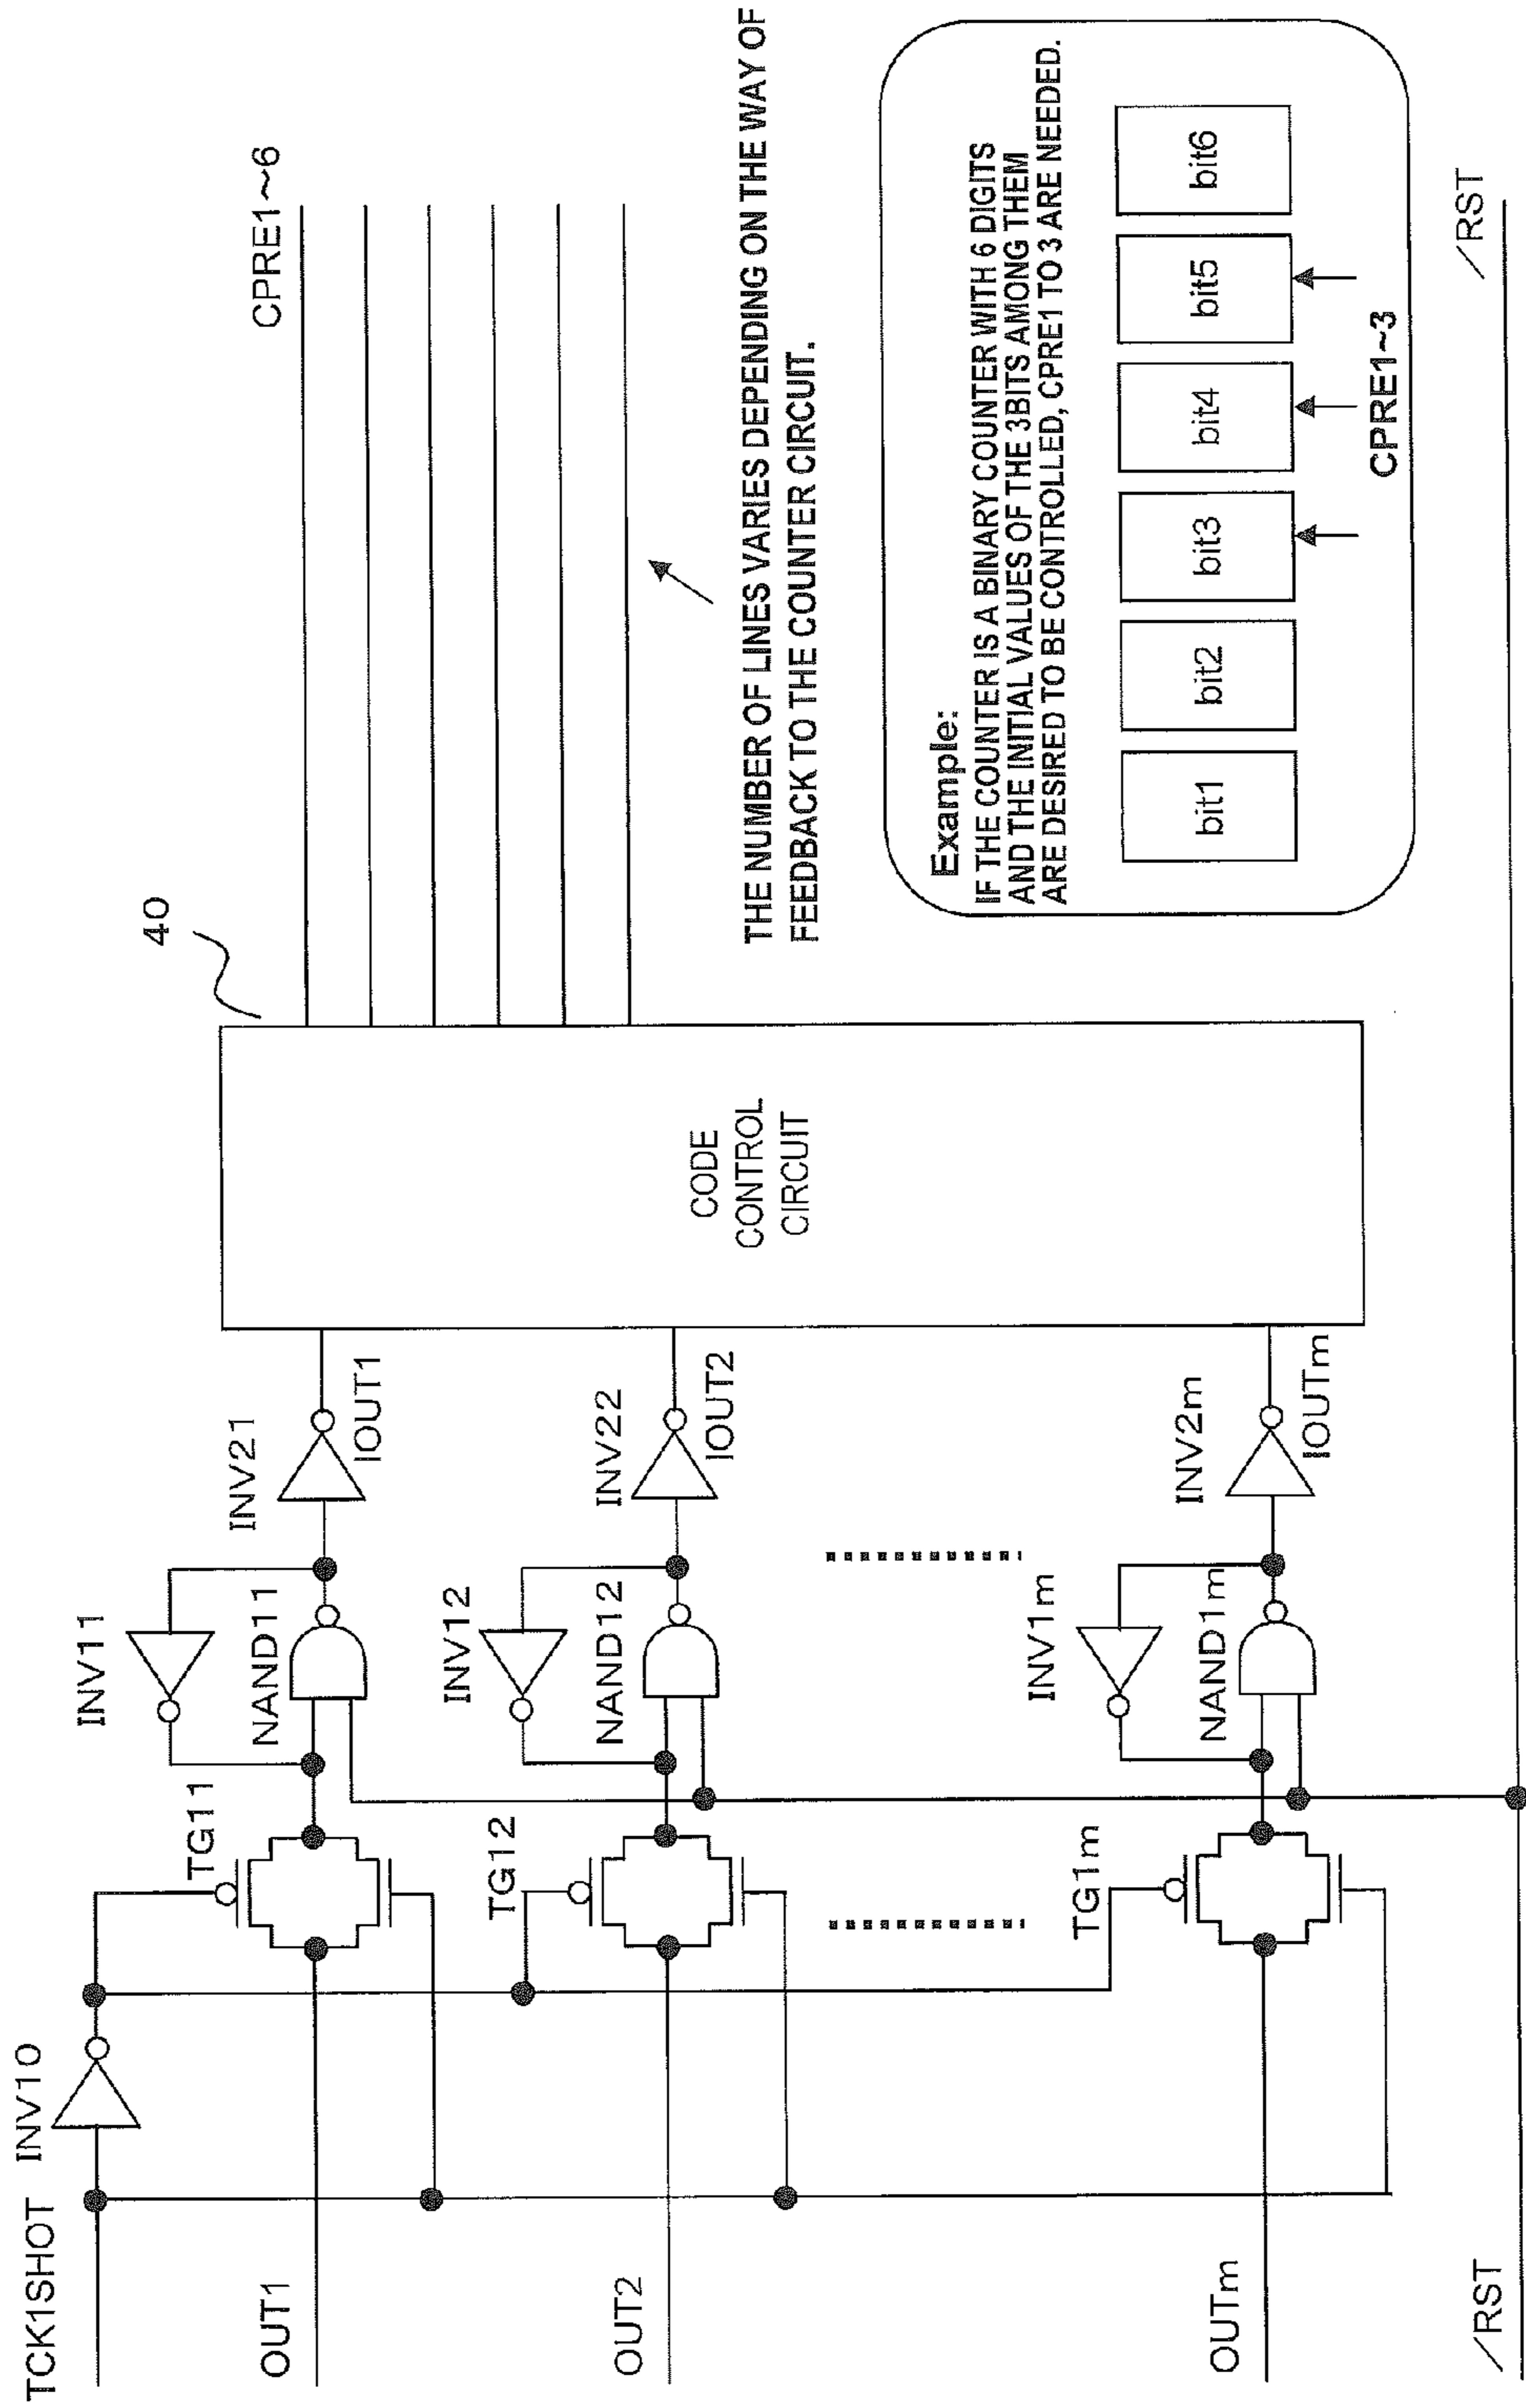 TCK1SHOT
INV10
OUT1
TG11
INV11
NAND11
INV21
IOUT1
OUT2
TG12
INV12
NAND12
INV22
IOUT2
OUTm
TG1m
INV1m
NAND1m
INV2m
IOUTm
/RST
/RST
40
CODE
CONTROL
CIRCUIT
CPRE1~6
THE NUMBER OF LINES VARIES DEPENDING ON THE WAY OF
FEEDBACK TO THE COUNTER CIRCUIT.
Example:
IF THE COUNTER IS A BINARY COUNTER WITH 6 DIGITS
AND THE INITIAL VALUES OF THE 3BITS AMONG THEM
ARE DESIRED TO BE CONTROLLED, CPRE1 TO 3 ARE NEEDED.
bit1 bit2 bit3 bit4 bit5 bit6
CPRE1~3